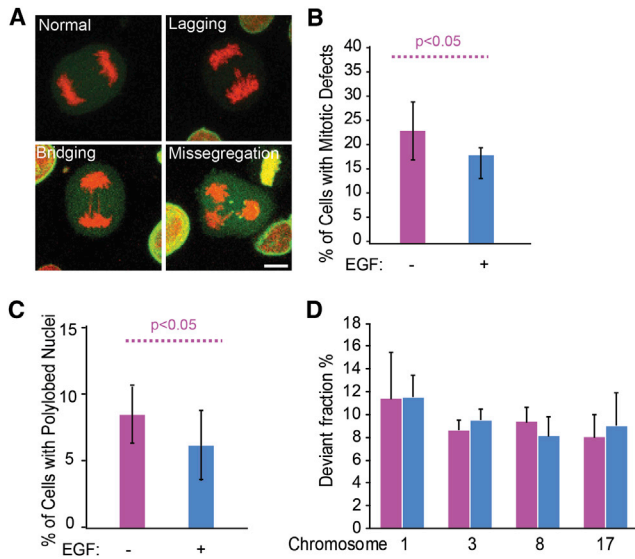 A
Normal
Lagging
Bridging
Missegregation
B
% of Cells with Mitotic Defects
40
35
30
25
20
15
10
5
0
p<0.05
EGF: - +
C
% of Cells with Polylobed Nuclei
15
10
5
0
p<0.05
EGF: - +
D
Deviant fraction %
18
16
14
12
10
8
6
4
2
0
Chromosome 1 3 8 17